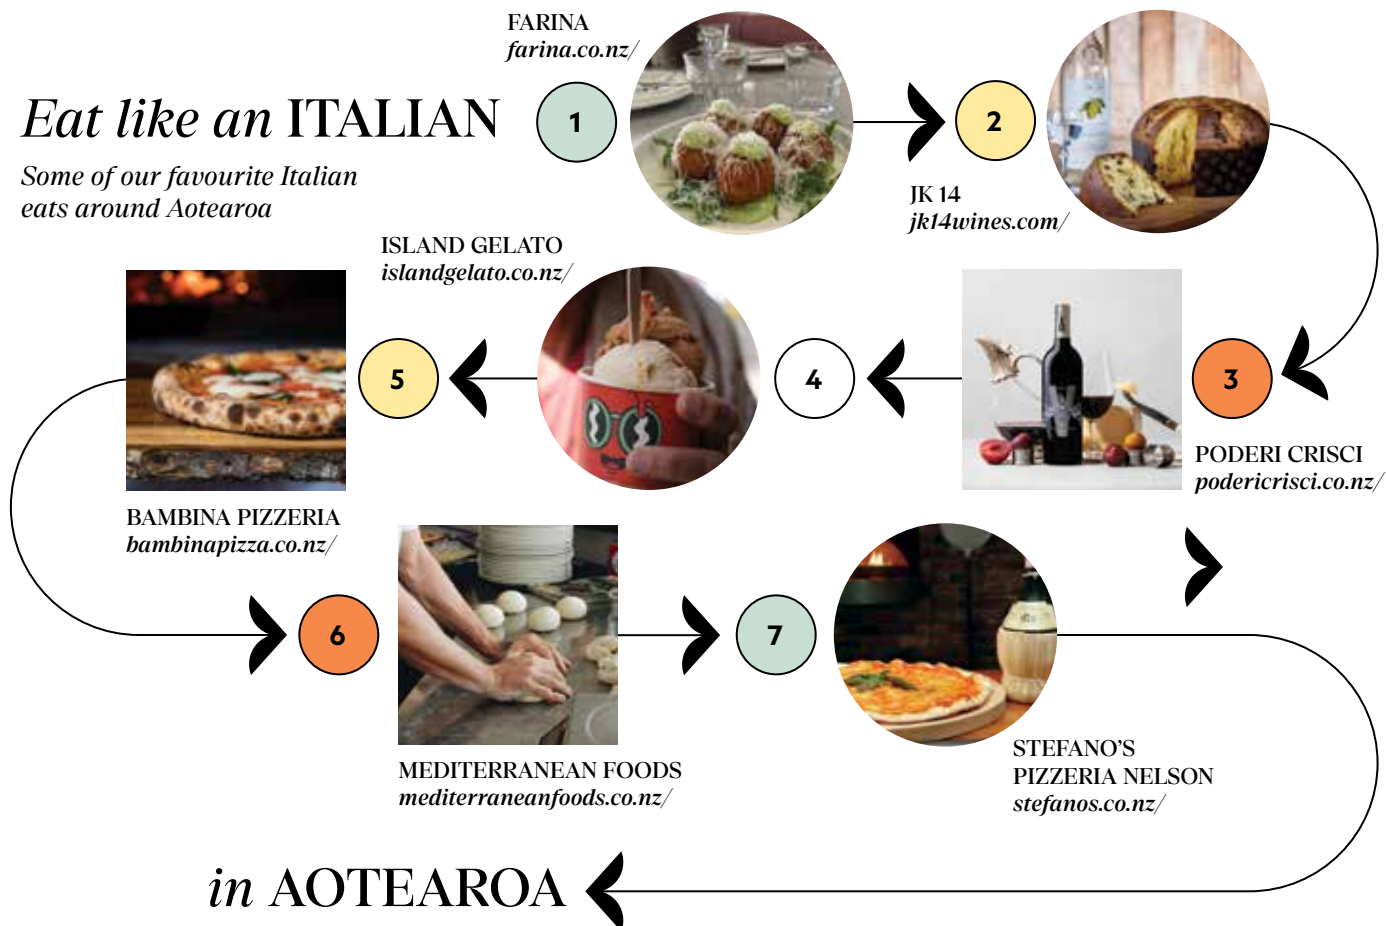 Eat like an ITALIAN
Some of our favourite Italian
eats around Aotearoa
1
FARINA
farina.co.nz/
2
JK 14
jk14wines.com/
3
PODERI CRISCI
podericrisci.co.nz/
4
ISLAND GELATO
islandgelato.co.nz/
5
BAMBINA PIZZERIA
bambinapizza.co.nz/
6
MEDITERRANEAN FOODS
mediterraneanfoods.co.nz/
7
STEFANO'S
PIZZERIA NELSON
stefanos.co.nz/
in AOTEAROA